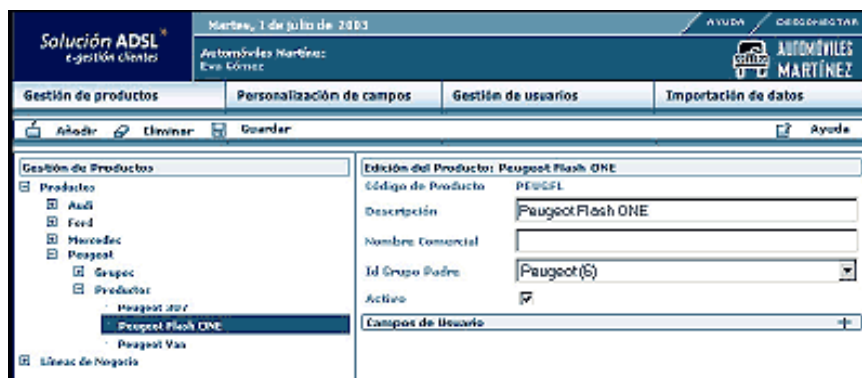 Solución ADSL
e-gestión clientes
Martes, 1 de julio de 2003
AYUDA
DESCONECTAR
Automóviles Martínez
Eva Gómez
AUTOMÓVILES
MARTÍNEZ
Gestión de productos
Personalización de campos
Gestión de usuarios
Importación de datos
Añadir
Eliminar
Guardar
Ayuda
Gestión de Productos
Productos
Audi
Ford
Mercedes
Peugeot
Grupos
Productos
Peugeot 307
Peugeot Flash ONE
Peugeot Van
Líneas de Negocio
Edición del Producto: Peugeot Flash ONE
Código de Producto PEUGFL
Descripción Peugeot Flash ONE
Nombre Comercial
Id Grupo Padre Peugeot (6)
Activo
Campos de Usuario